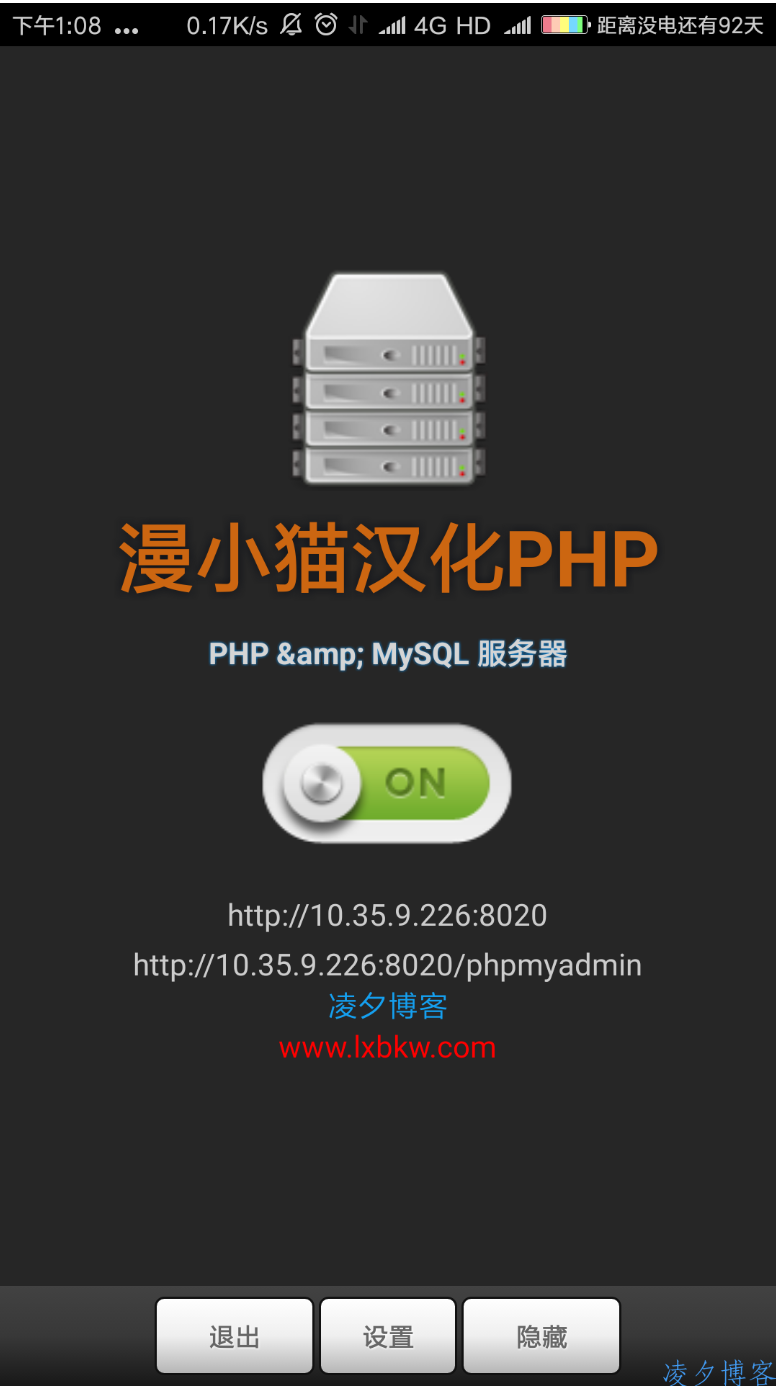 下午1:08 ... 0.17K/s 4G HD 距离没电还有92天
漫小猫汉化PHP
PHP &amp; MySQL 服务器
ON
http://10.35.9.226:8020
http://10.35.9.226:8020/phpmyadmin
凌夕博客
www.lxbkw.com
退出 设置 隐藏
凌夕博客